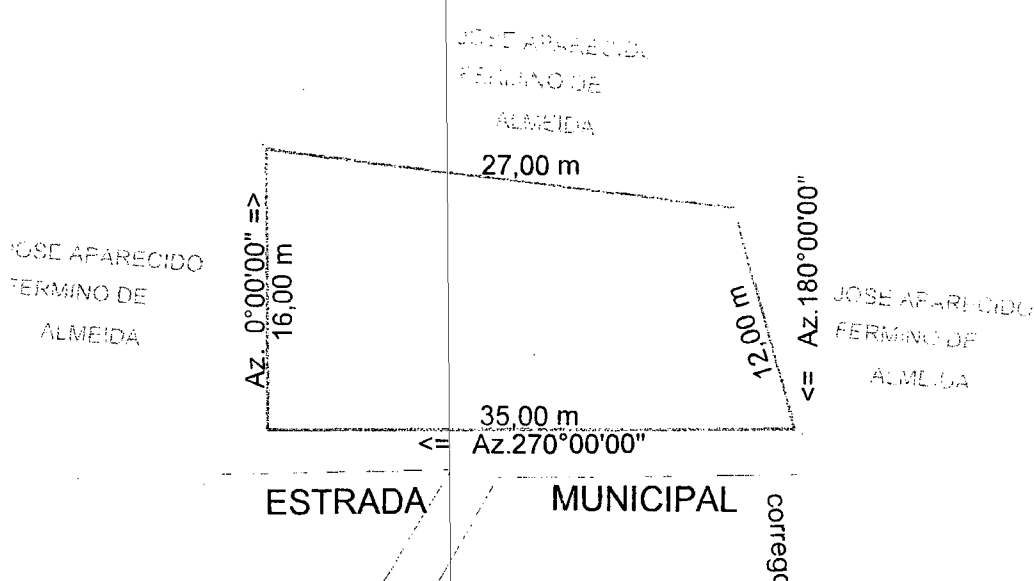 JOSE APARECIDO
FERMINO DE
ALMEIDA
27,00 m
Az. 0°00'00" =>
16,00 m
JOSE APARECIDO
FERMINO DE
ALMEIDA
12,00 m
<= Az.180°00'00"
JOSE APARECIDO
FERMINO DE
ALMEIDA
35,00 m
<= Az.270°00'00"
ESTRADA MUNICIPAL
corrego